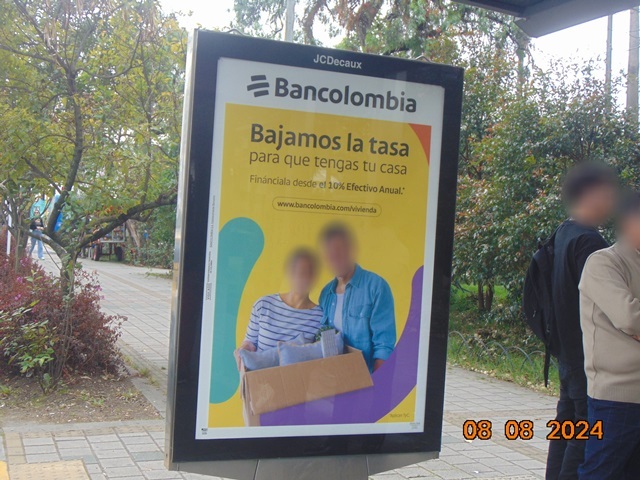 JCDecaux
Bancolombia
Bajamos la tasa
para que tengas tu casa
Fináncíala desde el 10% Efectivo Anual.*
www.bancolombia.com/vivienda
08 08 2024